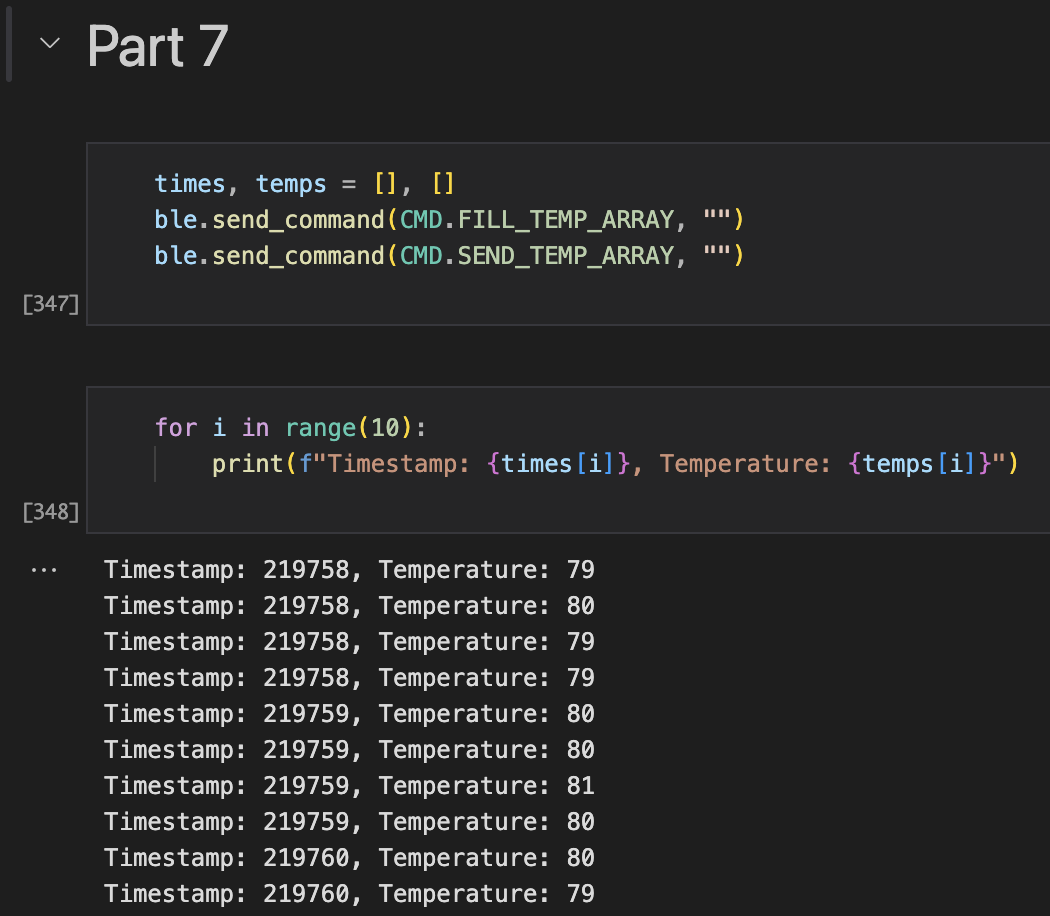 Part 7
times, temps = [], []
ble.send_command(CMD.FILL_TEMP_ARRAY, "")
ble.send_command(CMD.SEND_TEMP_ARRAY, "")
[347]
for i in range(10):
    print(f"Timestamp: {times[i]}, Temperature: {temps[i]}")
[348]
...
Timestamp: 219758, Temperature: 79
Timestamp: 219758, Temperature: 80
Timestamp: 219758, Temperature: 79
Timestamp: 219758, Temperature: 79
Timestamp: 219759, Temperature: 80
Timestamp: 219759, Temperature: 80
Timestamp: 219759, Temperature: 81
Timestamp: 219759, Temperature: 80
Timestamp: 219760, Temperature: 80
Timestamp: 219760, Temperature: 79